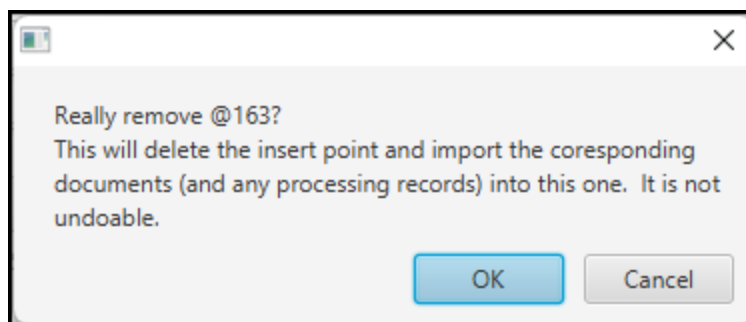 Really remove @163?
This will delete the insert point and import the coresponding
documents (and any processing records) into this one.  It is not
undoable.
OK
Cancel